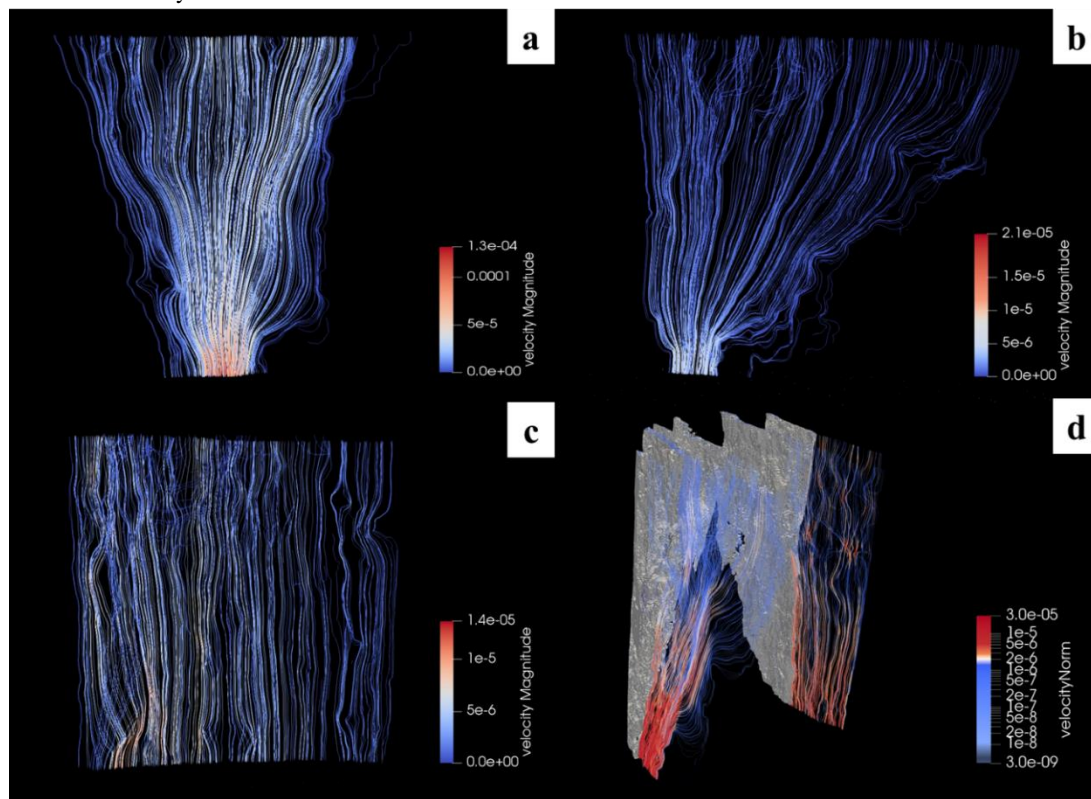 a
1.3e-04
0.0001
5e-5
0.0e+00
velocity Magnitude
b
2.1e-05
1.5e-5
1e-5
5e-6
0.0e+00
velocity Magnitude
c
1.4e-05
1e-5
5e-6
0.0e+00
velocity Magnitude
d
3.0e-05
1e-5
5e-6
2e-6
1e-6
5e-7
2e-7
1e-7
5e-8
2e-8
1e-8
3.0e-09
velocityNorm